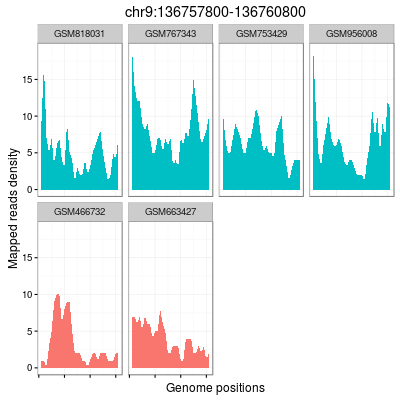 chr9:136757800-136760800
GSM818031 GSM767343 GSM753429 GSM956008
15
10
5
0
GSM466732 GSM663427
15
10
5
0
Mapped reads density
Genome positions